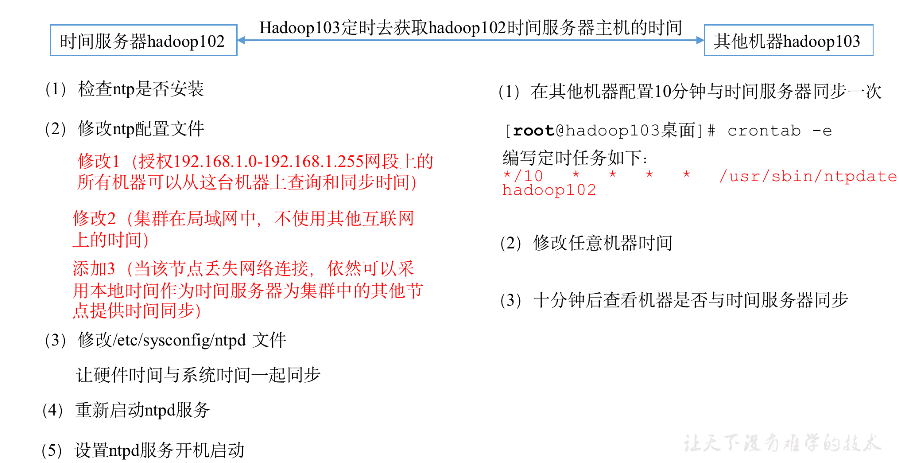 Hadoop103定时去获取hadoop102时间服务器主机的时间
时间服务器hadoop102
其他机器hadoop103
（1）检查ntp是否安装
（2）修改ntp配置文件
修改1（授权192.168.1.0-192.168.1.255网段上的
所有机器可以从这台机器上查询和同步时间）
修改2（集群在局域网中，不使用其他互联网
上的时间）
添加3（当该节点丢失网络连接，依然可以采
用本地时间作为时间服务器为集群中的其他节
点提供时间同步）
（3）修改/etc/sysconfig/ntpd 文件
让硬件时间与系统时间一起同步
（4）重新启动ntpd服务
（5）设置ntpd服务开机启动
（1）在其他机器配置10分钟与时间服务器同步一次
[root@hadoop103桌面]# crontab -e
编写定时任务如下：
*/10 * * * * /usr/sbin/ntpdate
hadoop102
（2）修改任意机器时间
（3）十分钟后查看机器是否与时间服务器同步
让天下没有难学的技术